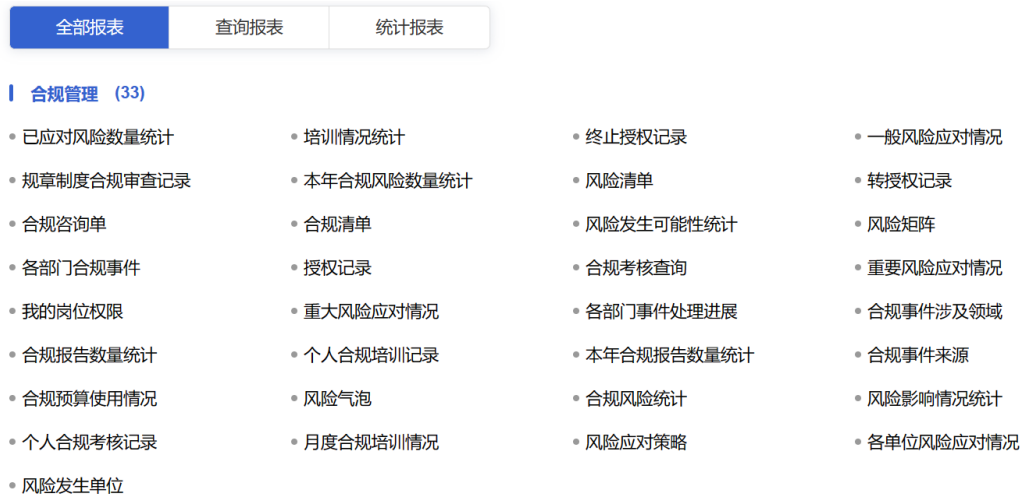 全部报表 查询报表 统计报表
合规管理 (33)
已应对风险数量统计 培训情况统计 终止授权记录 一般风险应对情况
规章制度合规审查记录 本年合规风险数量统计 风险清单 转授权记录
合规咨询单 合规清单 风险发生可能性统计 风险矩阵
各部门合规事件 授权记录 合规考核查询 重要风险应对情况
我的岗位权限 重大风险应对情况 各部门事件处理进展 合规事件涉及领域
合规报告数量统计 个人合规培训记录 本年合规报告数量统计 合规事件来源
合规预算使用情况 风险气泡 合规风险统计 风险影响情况统计
个人合规考核记录 月度合规培训情况 风险应对策略 各单位风险应对情况
风险发生单位